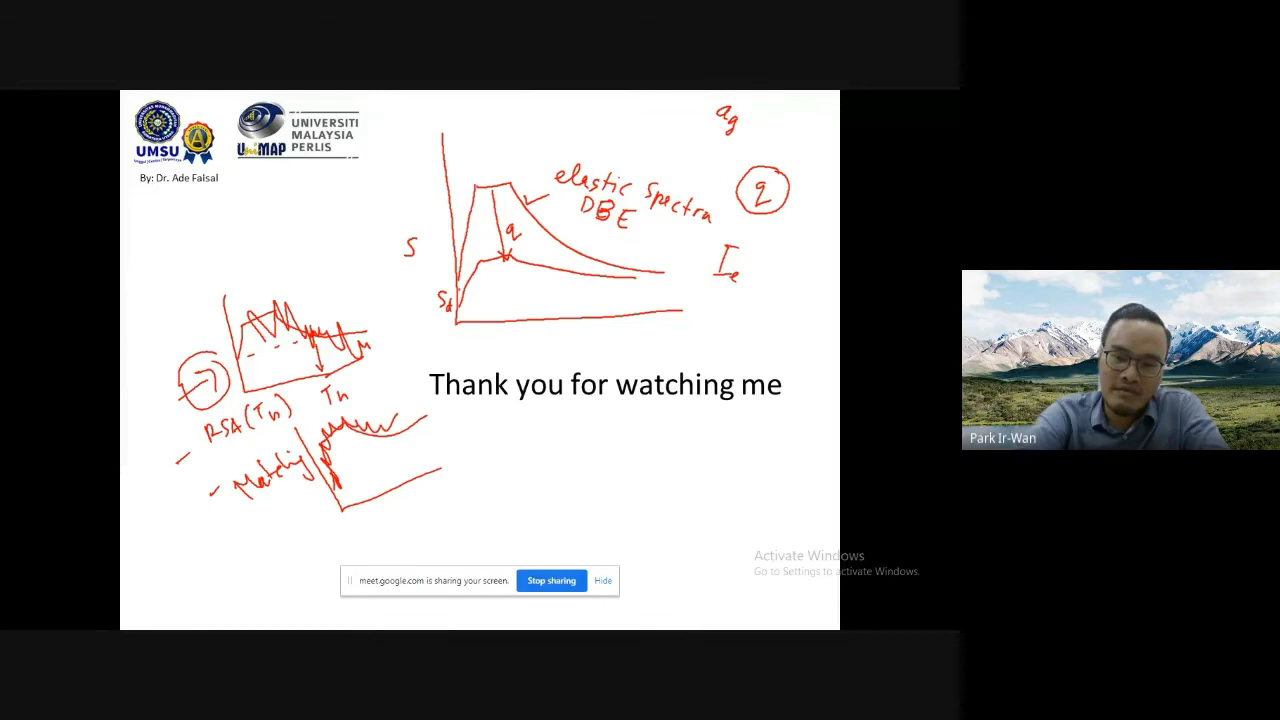 UMSU
UNIVERSITI
MALAYSIA
PERLIS
UniMAP
By: Dr. Ade Faisal
ag
elastic spectra
DBE
q
q
S
Ie
Sd
Tn
RSA(Tn)
- Matching
Thank you for watching me
Park Ir-Wan
Activate Windows
Go to Settings to activate Windows.
meet.google.com is sharing your screen.
Stop sharing
Hide